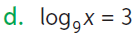 d. log₉x = 3